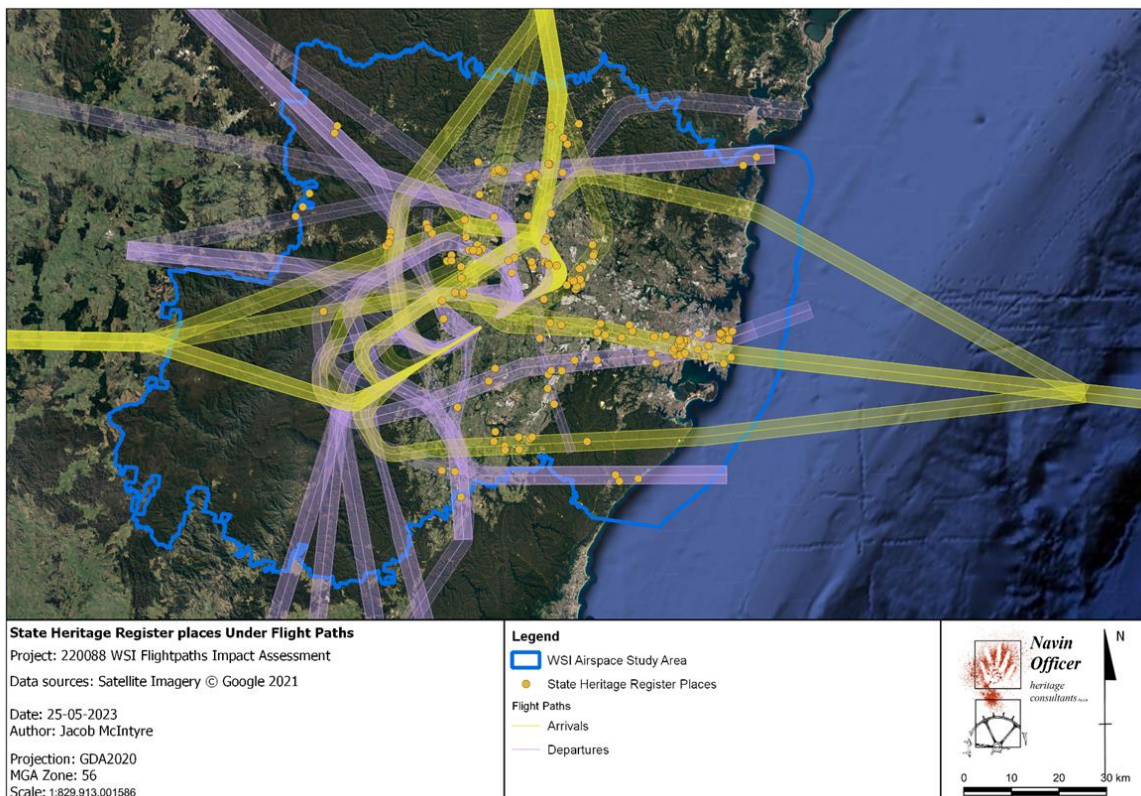 State Heritage Register places Under Flight Paths
Project: 220088 WSI Flightpaths Impact Assessment
Data sources: Satellite Imagery © Google 2021
Date: 25-05-2023
Author: Jacob McIntyre
Projection: GDA2020
MGA Zone: 56
Scale: 1:829,913.001586
Legend
WSI Airspace Study Area
State Heritage Register Places
Flight Paths
Arrivals
Departures
Navin
Officer
heritage
consultants
N
0 10 20 30 km